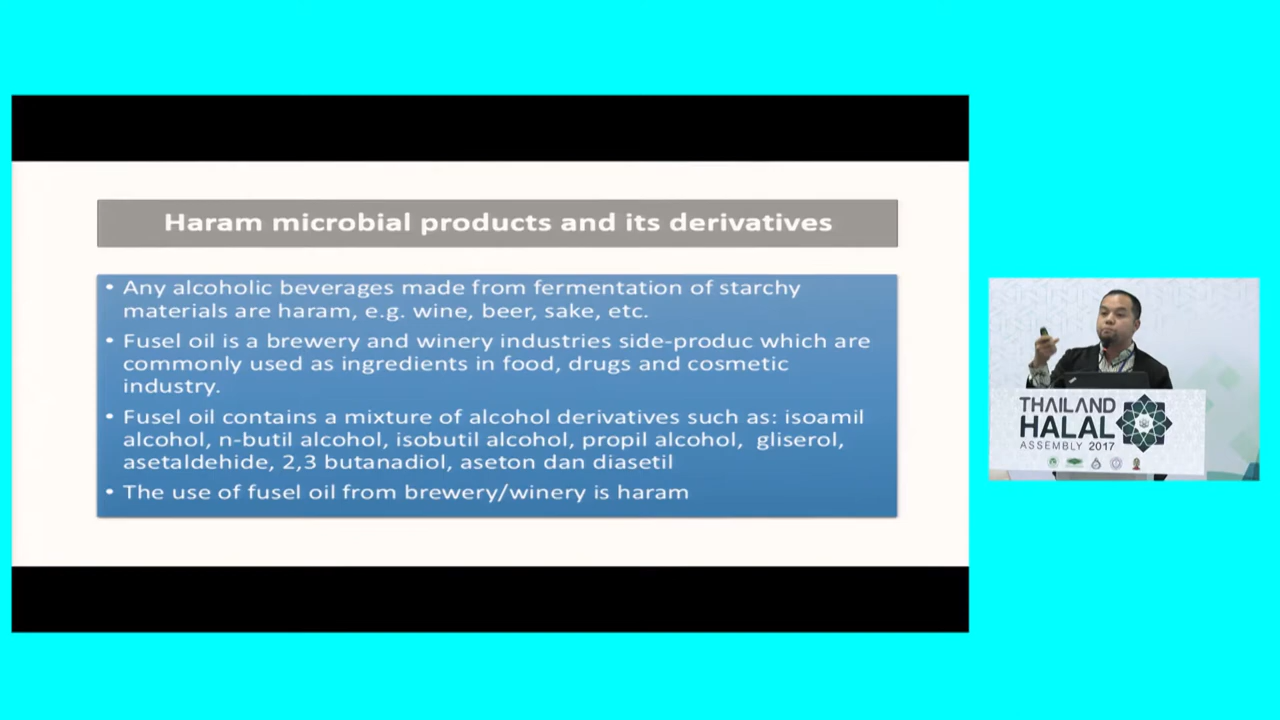 Haram microbial products and its derivatives
• Any alcoholic beverages made from fermentation of starchy
materials are haram, e.g. wine, beer, sake, etc.
• Fusel oil is a brewery and winery industries side-produc which are
commonly used as ingredients in food, drugs and cosmetic
industry.
• Fusel oil contains a mixture of alcohol derivatives such as: isoamil
alcohol, n-butil alcohol, isobutil alcohol, propil alcohol, gliserol,
asetaldehide, 2,3 butanadiol, aseton dan diasetil
• The use of fusel oil from brewery/winery is haram
THAILAND
HALAL
ASSEMBLY 2017